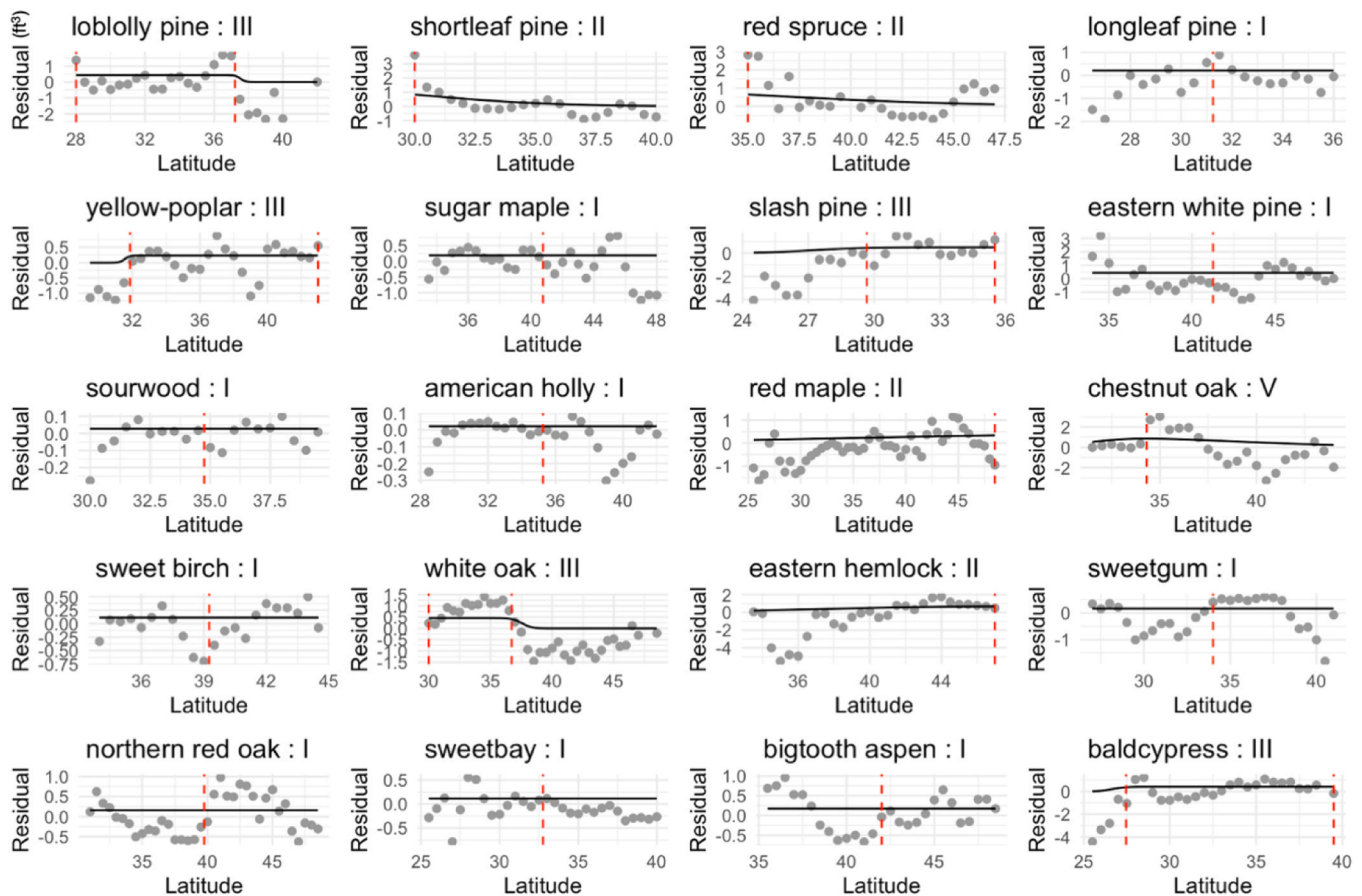 loblolly pine : III shortleaf pine : II red spruce : II longleaf pine : I
Residual (ft³) Residual Residual Residual
1 0 -1 -2 3 2 1 0 -1 3 2 1 0 -1 1 0 -1 -2
28 32 36 40 30.0 32.5 35.0 37.5 40.0 35.0 37.5 40.0 42.5 45.0 47.5 28 30 32 34 36
Latitude Latitude Latitude Latitude
yellow-poplar : III sugar maple : I slash pine : III eastern white pine : I
Residual Residual Residual Residual
0.5 0.0 -0.5 -1.0 0.5 0.0 -0.5 -1.0 0 -2 -4 3 2 1 0 -1
32 36 40 36 40 44 48 24 27 30 33 36 35 40 45
Latitude Latitude Latitude Latitude
sourwood : I american holly : I red maple : II chestnut oak : V
Residual Residual Residual Residual
0.1 0.0 -0.1 -0.2 0.1 0.0 -0.1 -0.2 -0.3 1 0 -1 2 0 -2
30.0 32.5 35.0 37.5 28 32 36 40 25 30 35 40 45 35 40
Latitude Latitude Latitude Latitude
sweet birch : I white oak : III eastern hemlock : II sweetgum : I
Residual Residual Residual Residual
0.50 0.25 0.00 -0.25 -0.50 -0.75 1.5 1.0 0.5 0.0 -0.5 -1.0 -1.5 2 0 -2 -4 0 -1
36 39 42 45 30 35 40 45 36 40 44 30 35 40
Latitude Latitude Latitude Latitude
northern red oak : I sweetbay : I bigtooth aspen : I baldcypress : III
Residual Residual Residual Residual
1.0 0.5 0.0 -0.5 0.5 0.0 -0.5 1.0 0.5 0.0 -0.5 1 0 -1 -2 -3 -4
35 40 45 25 30 35 40 35 40 45 25 30 35 40
Latitude Latitude Latitude Latitude